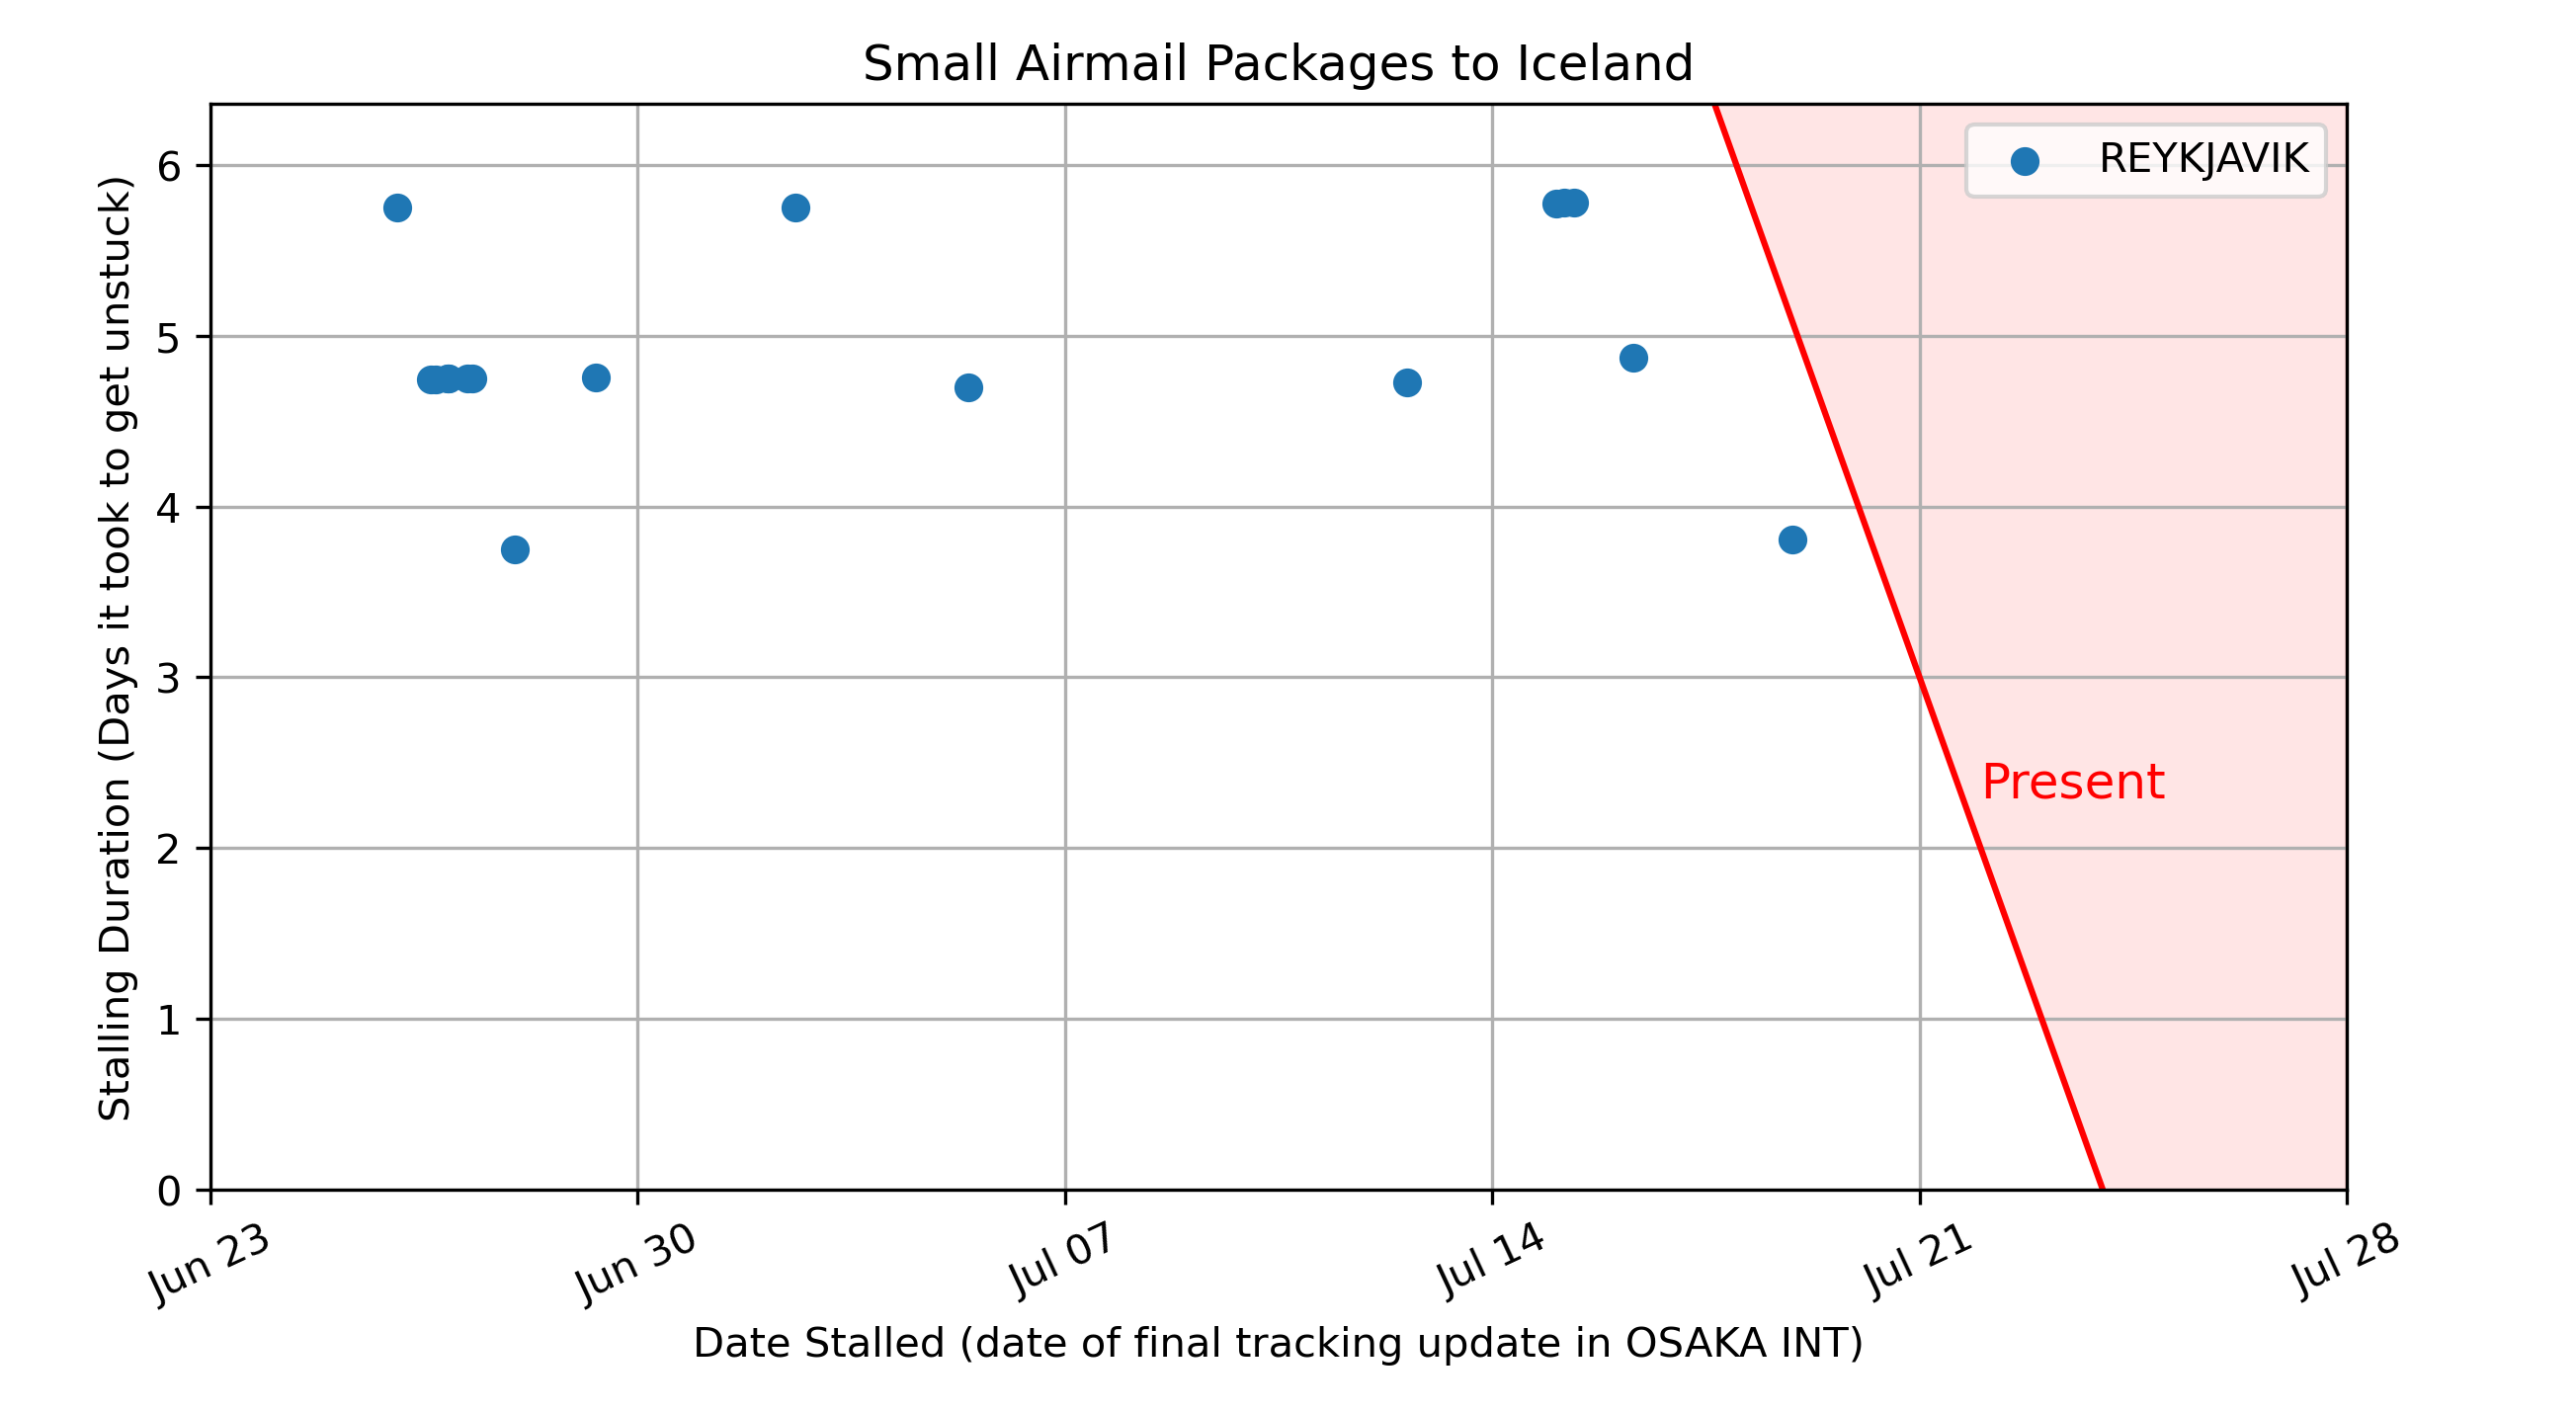 Small Airmail Packages to Iceland
REYKJAVIK
Present
Stalling Duration (Days it took to get unstuck)
6
5
4
3
2
1
0
Jun 23
Jun 30
Jul 07
Jul 14
Jul 21
Jul 28
Date Stalled (date of final tracking update in OSAKA INT)